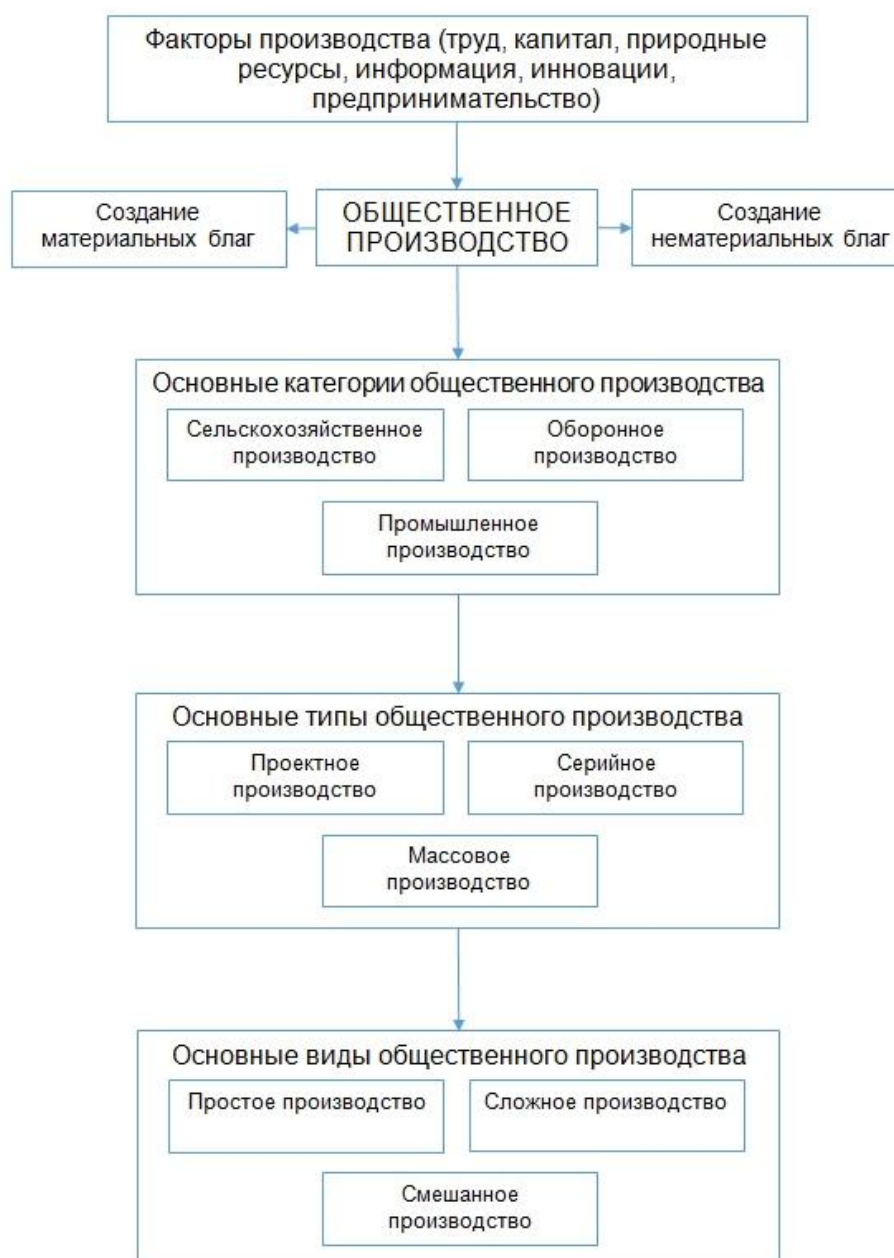 Факторы производства (труд, капитал, природные
ресурсы, информация, инновации,
предпринимательство)
Создание
материальных благ
ОБЩЕСТВЕННОЕ
ПРОИЗВОДСТВО
Создание
нематериальных благ
Основные категории общественного производства
Сельскохозяйственное
производство
Оборонное
производство
Промышленное
производство
Основные типы общественного производства
Проектное
производство
Серийное
производство
Массовое
производство
Основные виды общественного производства
Простое производство
Сложное производство
Смешанное
производство